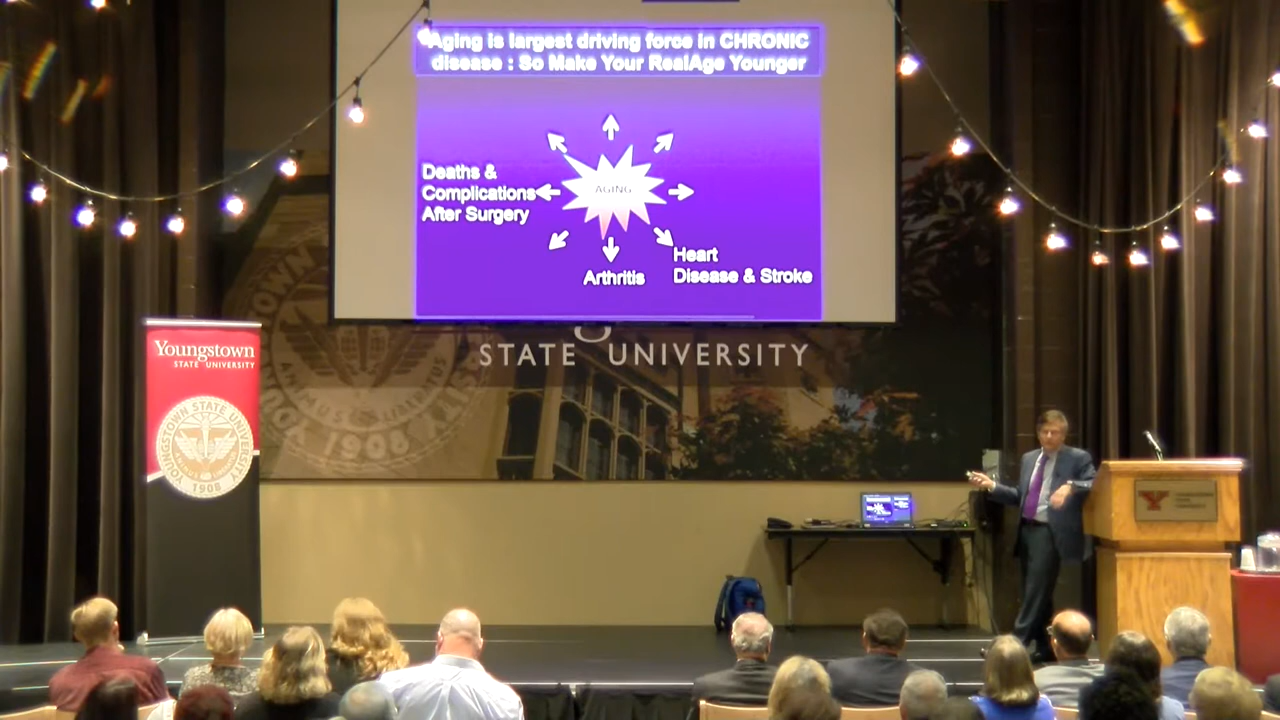 Aging is largest driving force in CHRONIC
disease : So Make Your RealAge Younger
AGING
Deaths &
Complications
After Surgery
Heart
Disease & Stroke
Arthritis
STATE UNIVERSITY
Youngstown
STATE UNIVERSITY
YOUNGSTOWN STATE UNIVERSITY
1908
1908